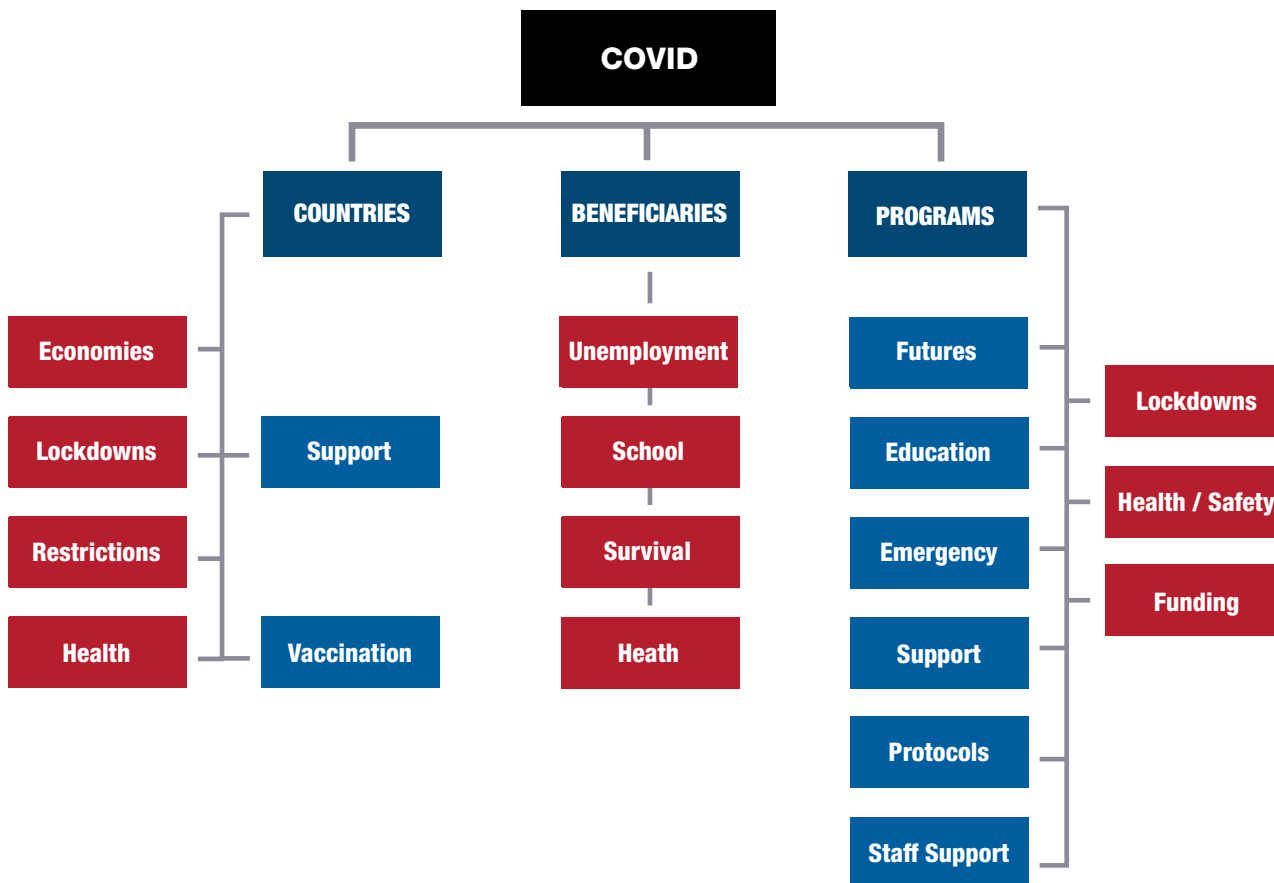 COVID
COUNTRIES
BENEFICIARIES
PROGRAMS
Economies
Lockdowns
Restrictions
Health
Support
Vaccination
Unemployment
School
Survival
Heath
Futures
Education
Emergency
Support
Protocols
Staff Support
Lockdowns
Health / Safety
Funding